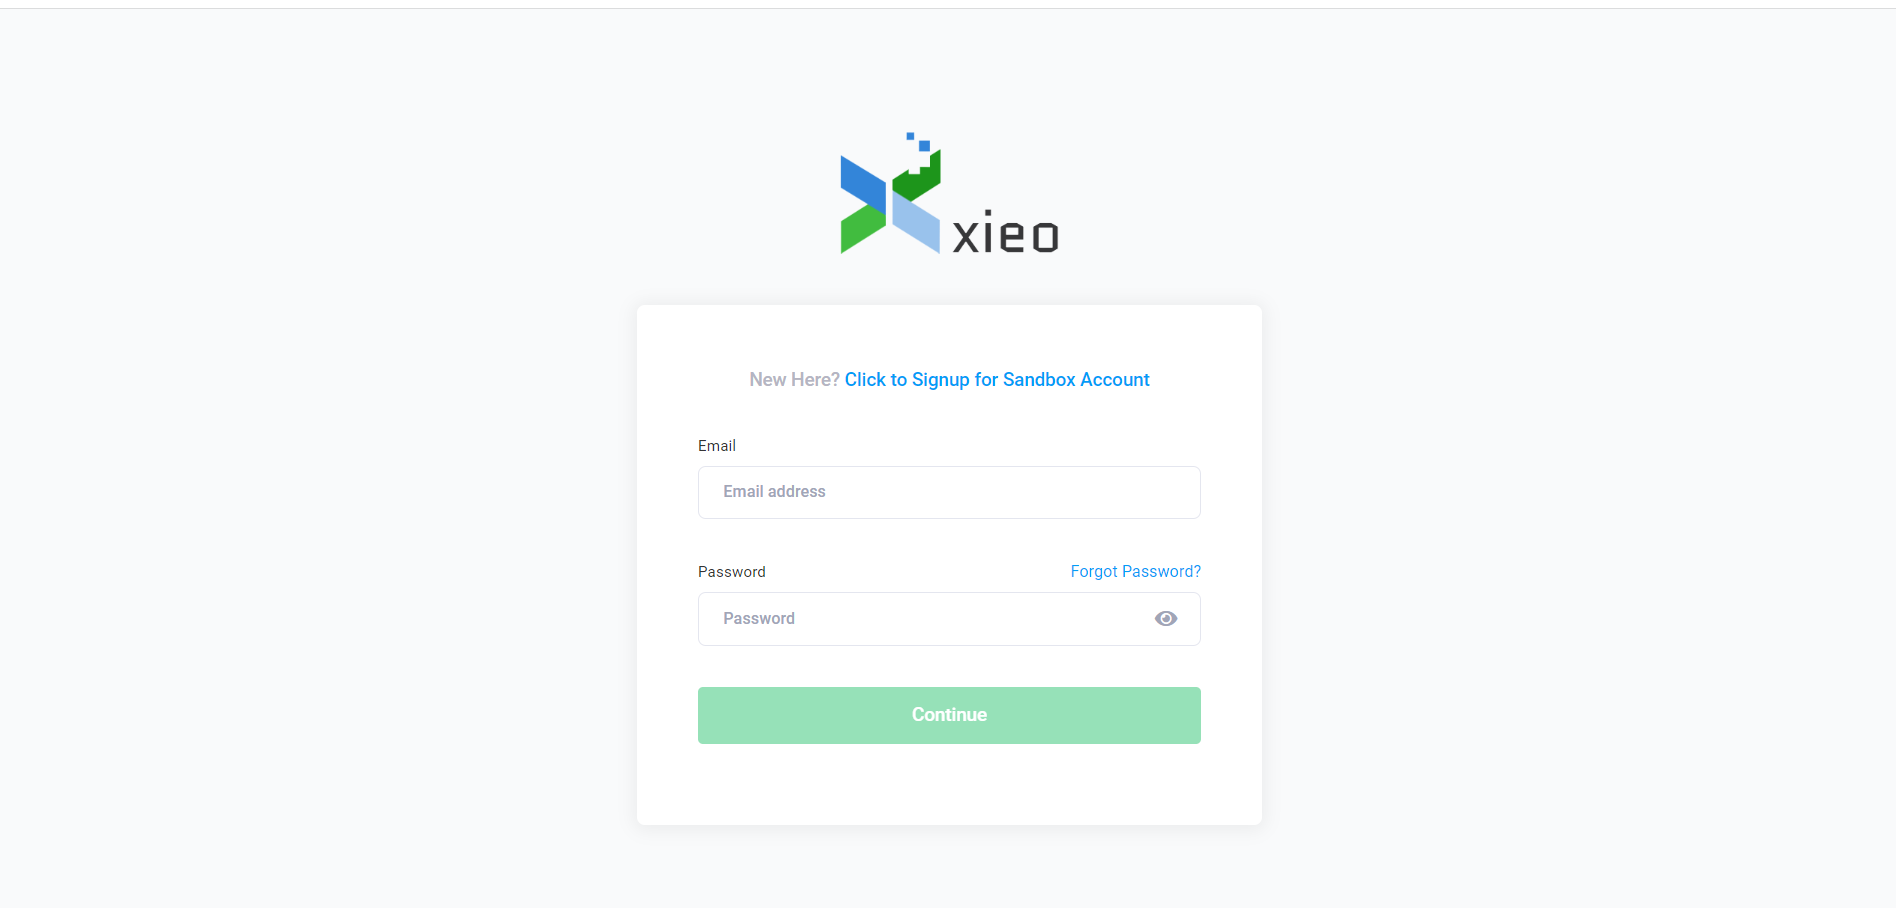 xieo
New Here? Click to Signup for Sandbox Account
Email
Email address
Password Forgot Password?
Password
Continue